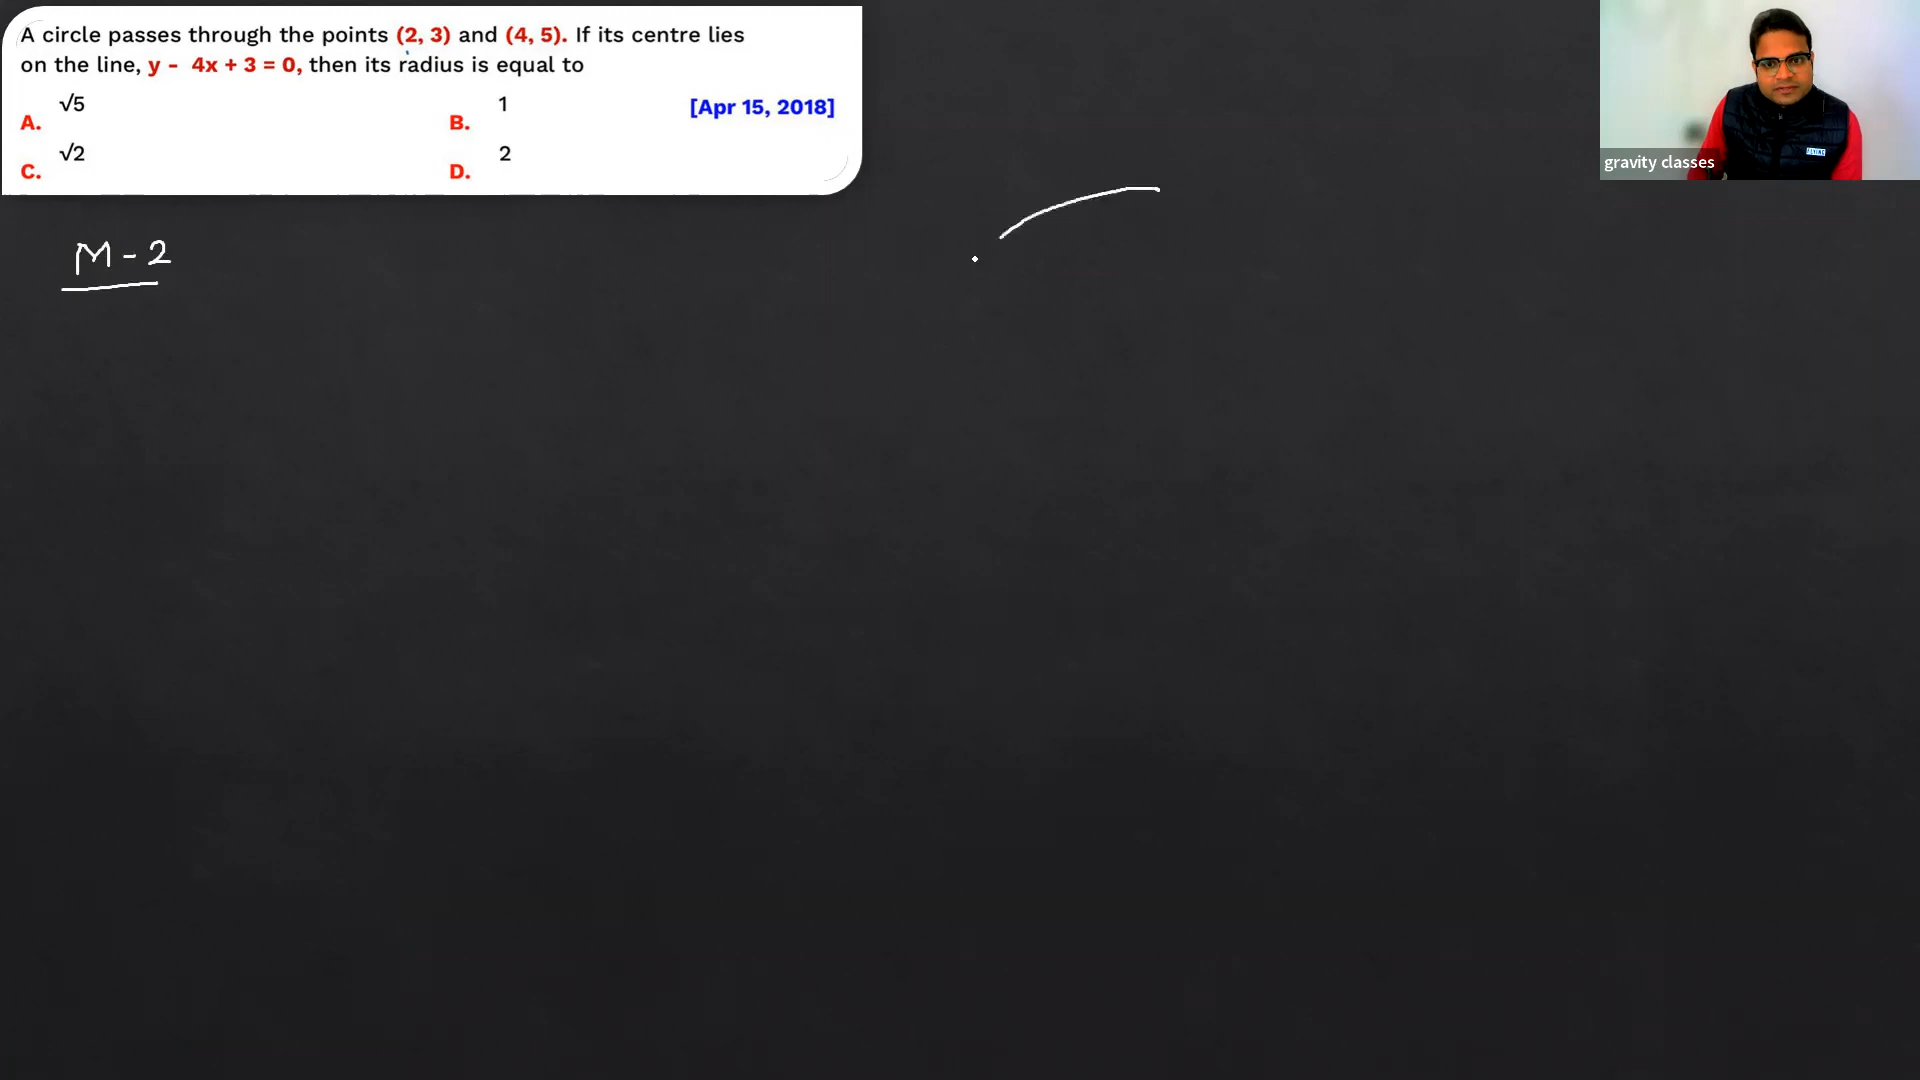 A circle passes through the points (2, 3) and (4, 5). If its centre lies
on the line, y - 4x + 3 = 0, then its radius is equal to
A. √5 B. 1 [Apr 15, 2018]
C. √2 D. 2
M - 2
gravity classes
FLYING